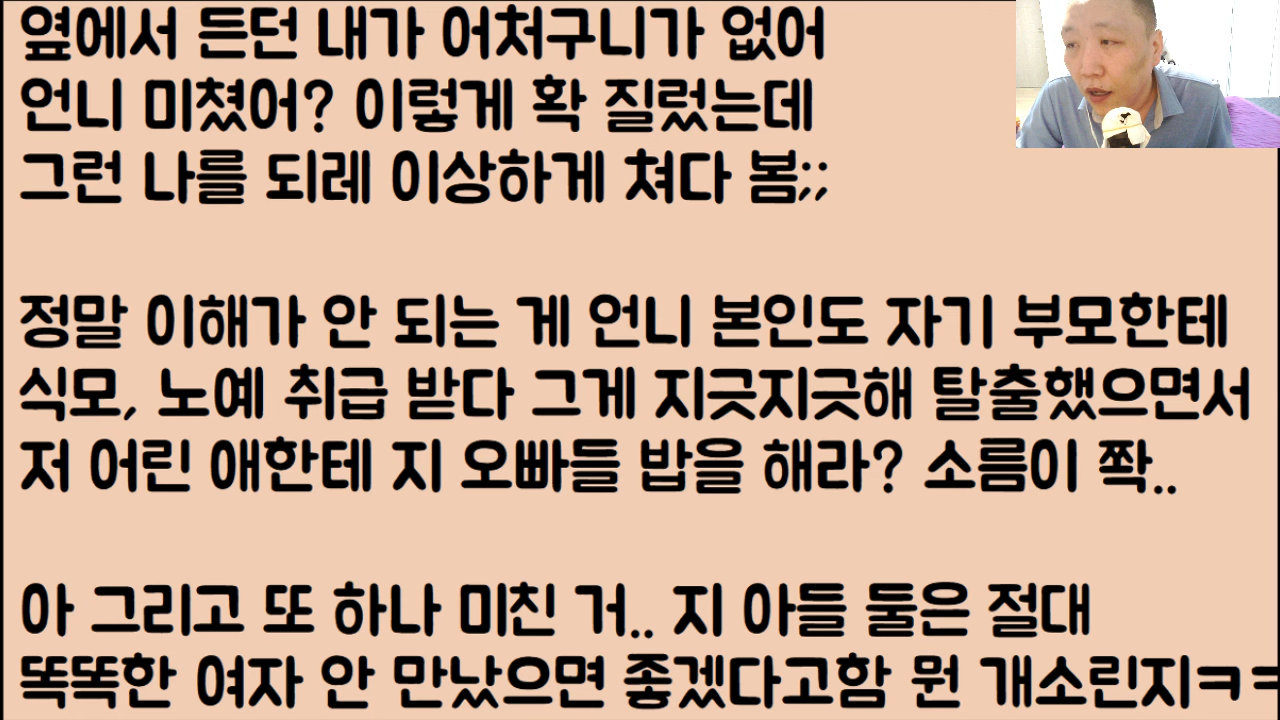 옆에서 든던 내가 어처구니가 없어
언니 미쳤어? 이렇게 확 질렀는데
그런 나를 되레 이상하게 쳐다 봄;;
정말 이해가 안 되는 게 언니 본인도 자기 부모한테
식모, 노예 취급 받다 그게 지긋지긋해 탈출했으면서
저 어린 애한테 지 오빠들 밥을 해라? 소름이 쫙..
아 그리고 또 하나 미친 거.. 지 아들 둘은 절대
똑똑한 여자 안 만났으면 좋겠다고함 뭔 개소린지ㅋㅋ